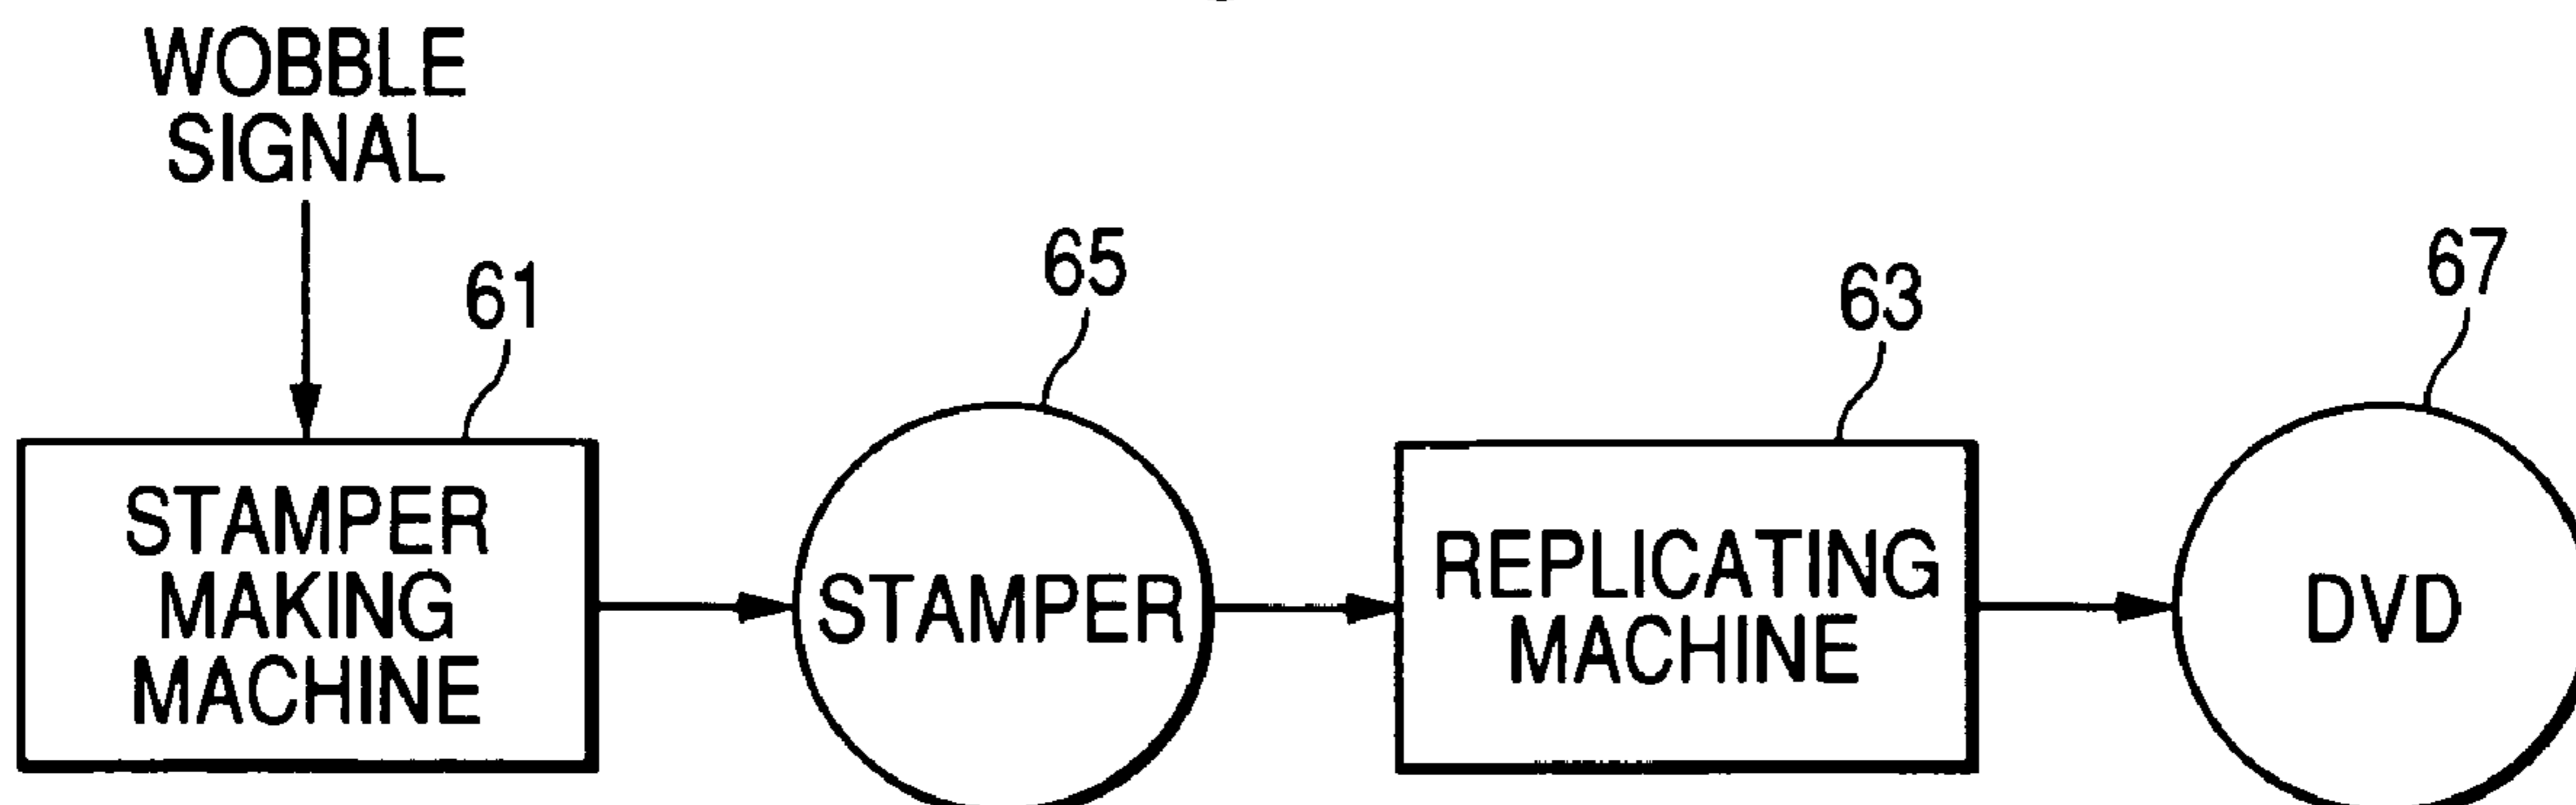 WOBBLE
SIGNAL
61
65
63
67
STAMPER
MAKING
MACHINE
STAMPER
REPLICATING
MACHINE
DVD